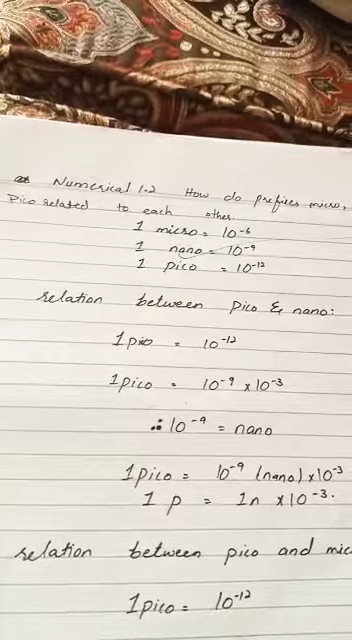 Numerical 1.2 How do prefixes micro,
Pico related to each other
1 micro = 10⁻⁶
1 nano = 10⁻⁹
1 pico = 10⁻¹²
relation between pico & nano:
1 pico = 10⁻¹²
1 pico = 10⁻⁹ × 10⁻³
∴ 10⁻⁹ = nano
1 pico = 10⁻⁹ (nano) × 10⁻³
1 p = 1n × 10⁻³.
relation between pico and mic
1 pico = 10⁻¹²